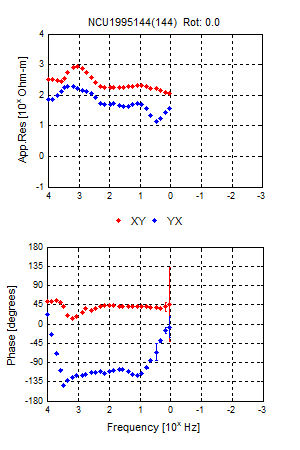 NCU1995144(144) Rot: 0.0
App.Res [10^x Ohm-m]
4
3
2
1
0
-1
4 3 2 1 0 -1 -2 -3
XY YX
Phase [degrees]
180
135
90
45
0
-45
-90
-135
-180
4 3 2 1 0 -1 -2 -3
Frequency [10^x Hz]